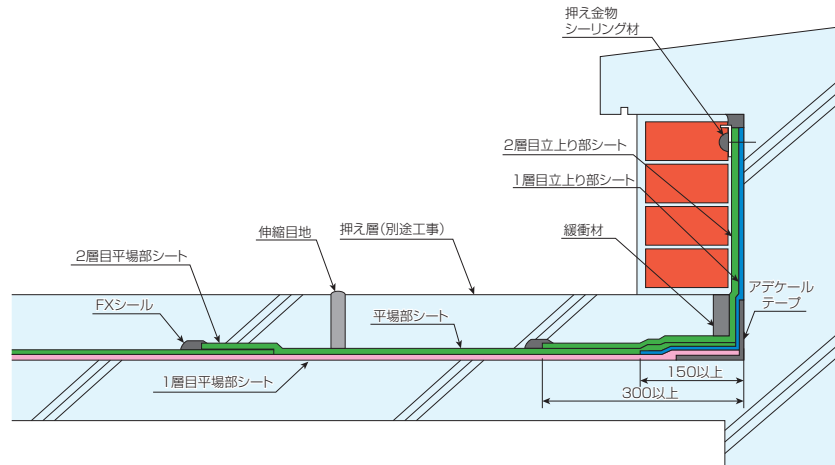 押え金物
シーリング材
2層目立上り部シート
1層目立上り部シート
伸縮目地
押え層(別途工事)
緩衝材
2層目平場部シート
アデケール
テープ
FXシール
平場部シート
1層目平場部シート
150以上
300以上